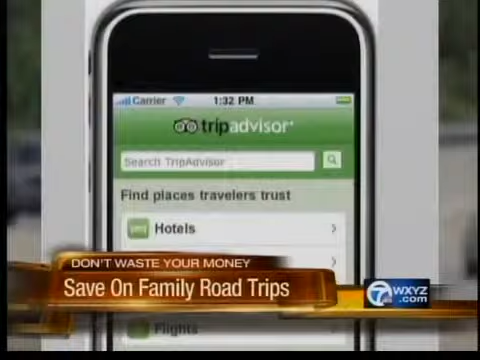 Carrier 1:32 PM
tripadvisor
Search TripAdvisor
Find places travelers trust
Hotels
DON'T WASTE YOUR MONEY
Save On Family Road Trips
7 WXYZ
.com
Flights